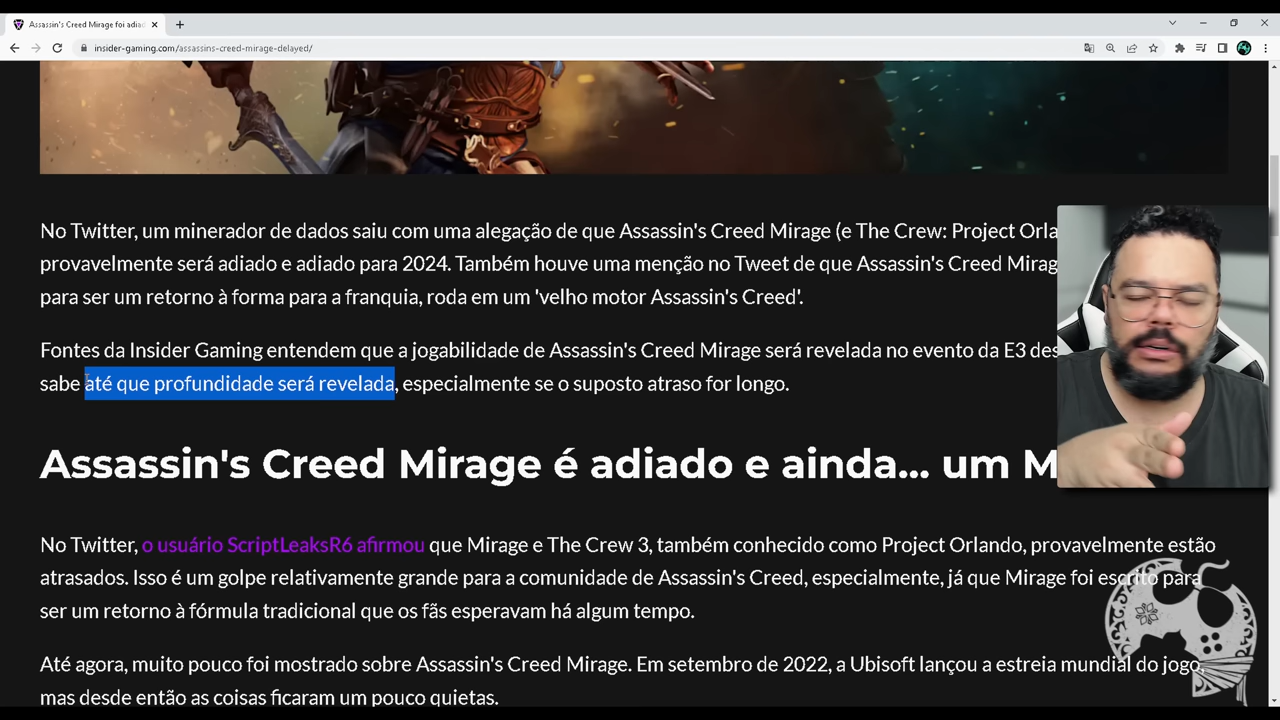 Assassin's Creed Mirage foi adiad
insider-gaming.com/assassins-creed-mirage-delayed/
No Twitter, um minerador de dados saiu com uma alegação de que Assassin's Creed Mirage (e The Crew: Project Orla
provavelmente será adiado e adiado para 2024. Também houve uma menção no Tweet de que Assassin's Creed Mirag
para ser um retorno à forma para a franquia, roda em um 'velho motor Assassin's Creed'.
Fontes da Insider Gaming entendem que a jogabilidade de Assassin's Creed Mirage será revelada no evento da E3 des
sabe até que profundidade será revelada, especialmente se o suposto atraso for longo.
Assassin's Creed Mirage é adiado e ainda... um M
No Twitter, o usuário ScriptLeaksR6 afirmou que Mirage e The Crew 3, também conhecido como Project Orlando, provavelmente estão
atrasados. Isso é um golpe relativamente grande para a comunidade de Assassin's Creed, especialmente, já que Mirage foi escrito para
ser um retorno à fórmula tradicional que os fãs esperavam há algum tempo.
Até agora, muito pouco foi mostrado sobre Assassin's Creed Mirage. Em setembro de 2022, a Ubisoft lançou a estreia mundial do jogo,
mas desde então as coisas ficaram um pouco quietas.